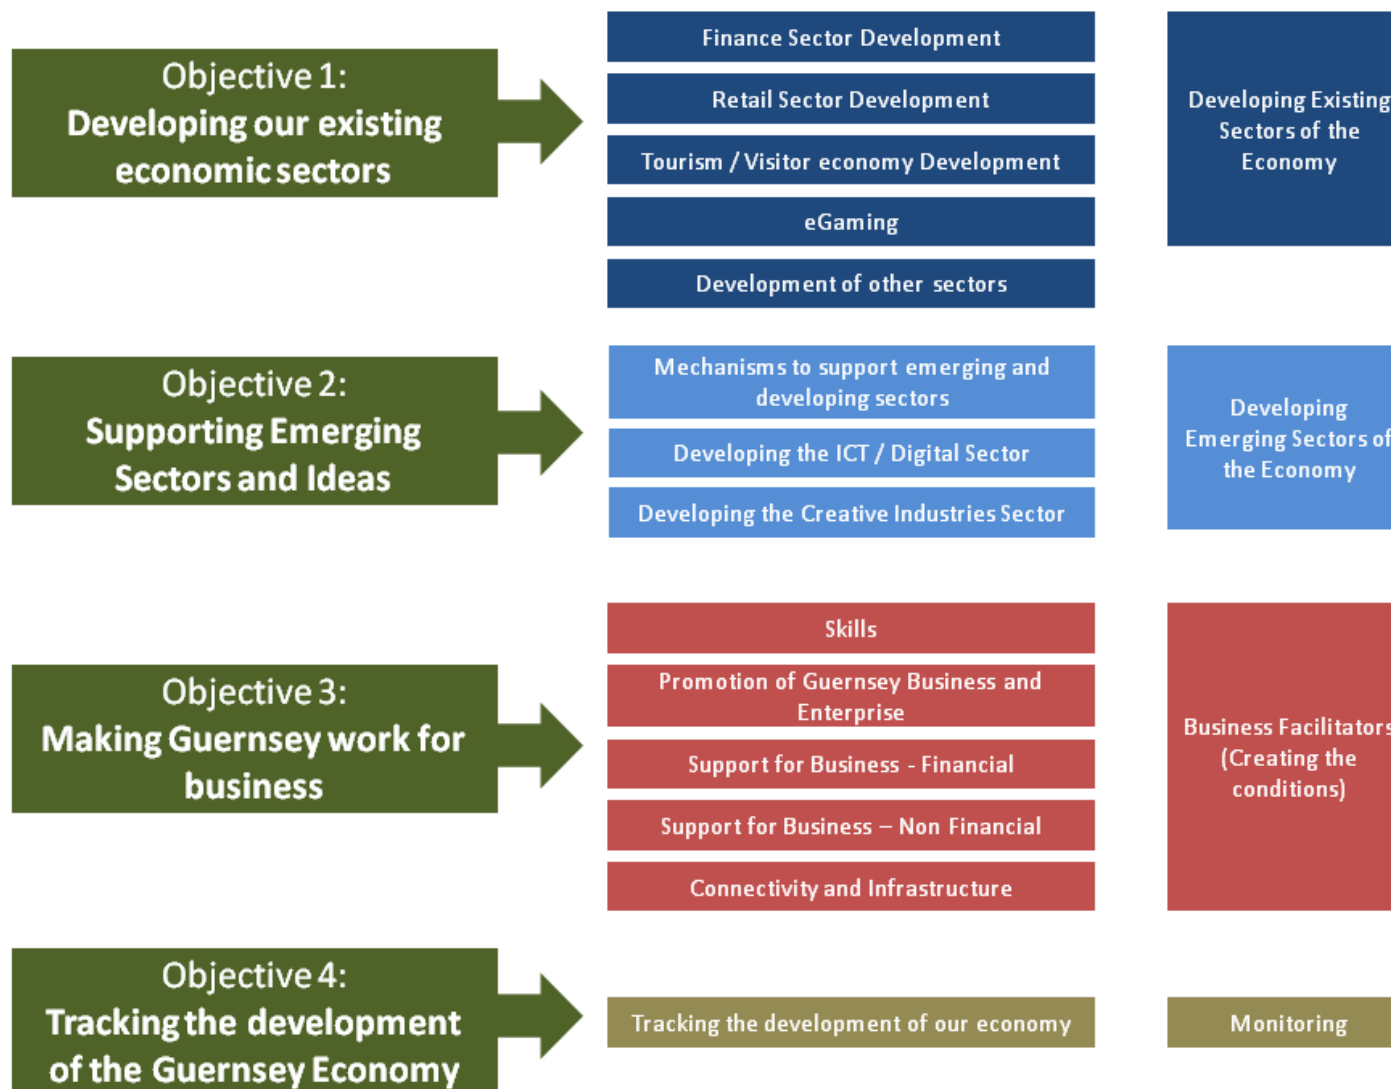 Objective 1:
Developing our existing
economic sectors
Finance Sector Development
Retail Sector Development
Tourism / Visitor economy Development
eGaming
Development of other sectors
Developing Existing
Sectors of the
Economy
Objective 2:
Supporting Emerging
Sectors and Ideas
Mechanisms to support emerging and
developing sectors
Developing the ICT / Digital Sector
Developing the Creative Industries Sector
Developing
Emerging Sectors of
the Economy
Objective 3:
Making Guernsey work for
business
Skills
Promotion of Guernsey Business and
Enterprise
Support for Business - Financial
Support for Business – Non Financial
Connectivity and Infrastructure
Business Facilitators
(Creating the
conditions)
Objective 4:
Tracking the development
of the Guernsey Economy
Tracking the development of our economy
Monitoring